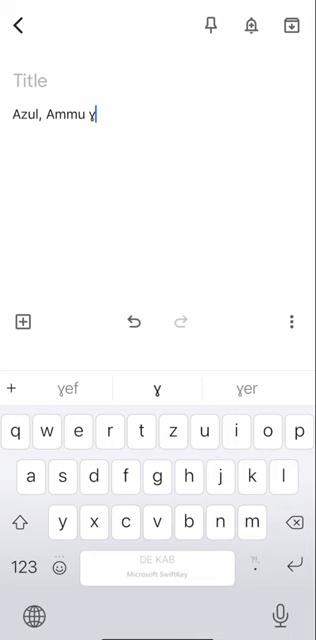 Title
Azul, Ammu ɣ
ɣef ɣ ɣer
q w e r t z u i o p
a s d f g h j k l
y x c v b n m
123 DE KAB ?!, .
Microsoft SwiftKey